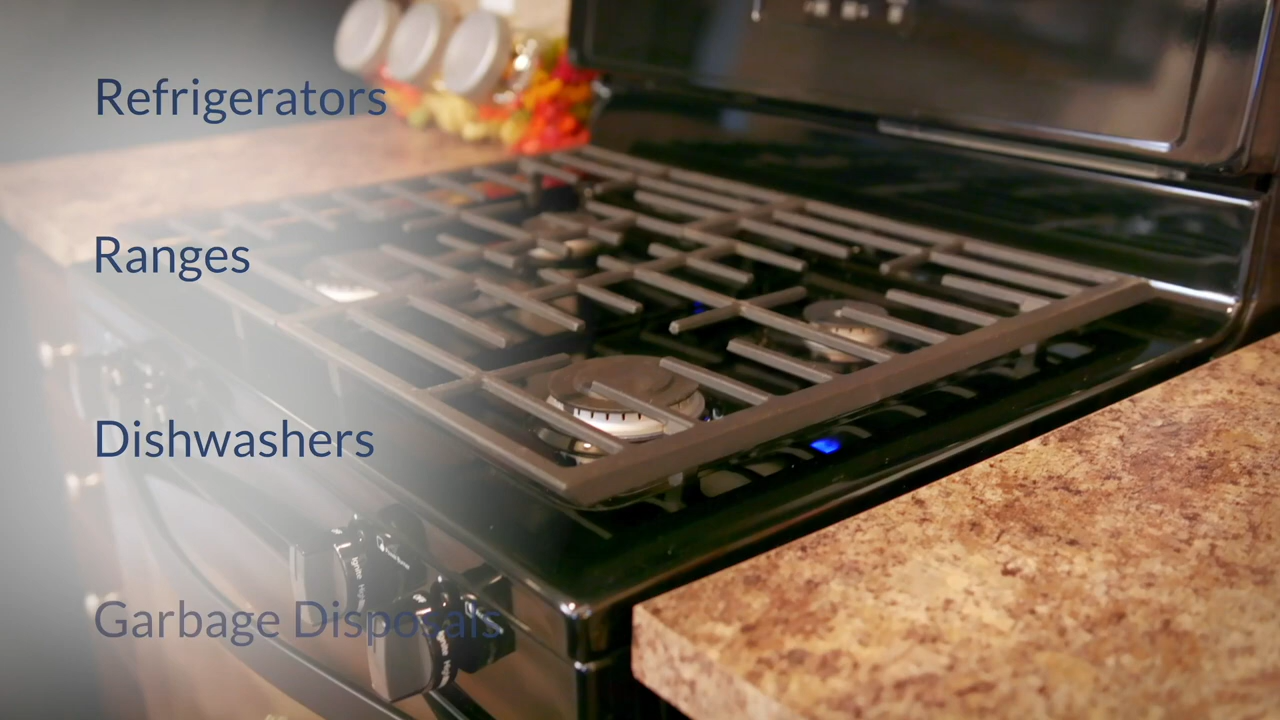 Refrigerators
Ranges
Dishwashers
Garbage Disposals